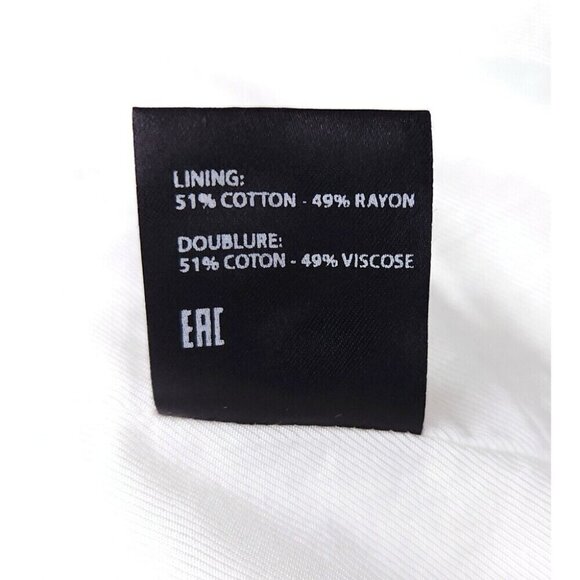 LINING:
51% COTTON - 49% RAYON
DOUBLURE:
51% COTON - 49% VISCOSE
EAC